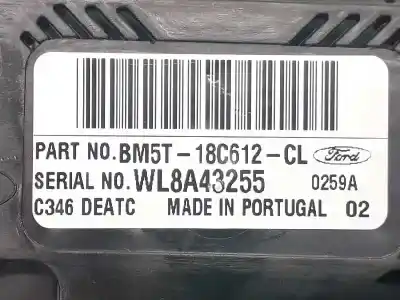 PART NO. BM5T-18C612-CL Ford
SERIAL NO. WL8A43255 0259A
C346 DEATC MADE IN PORTUGAL 02